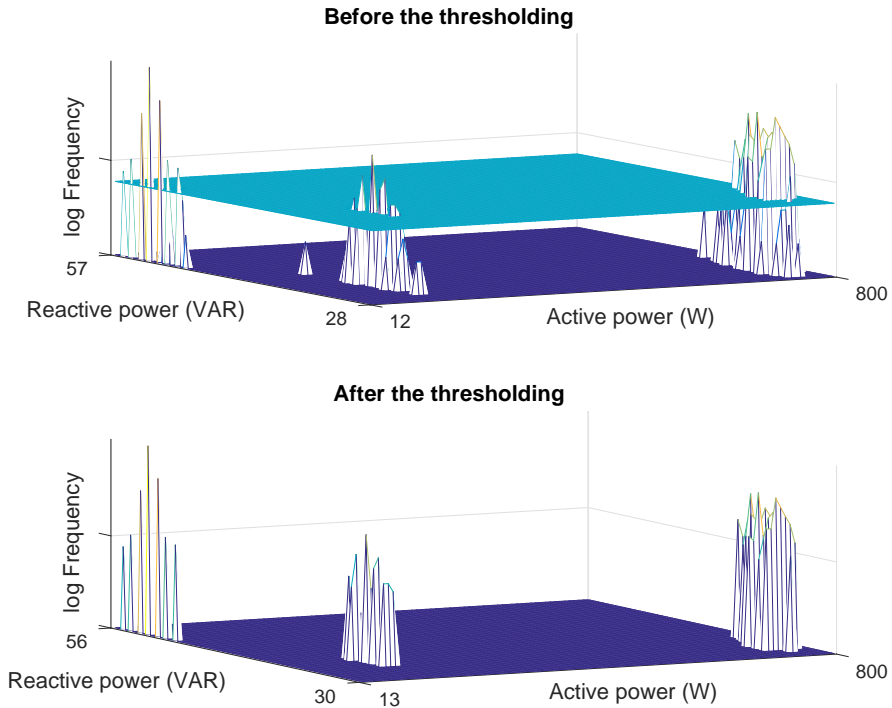 Before the thresholding
log Frequency
57
Reactive power (VAR)
28
12
Active power (W)
800
After the thresholding
log Frequency
56
Reactive power (VAR)
30
13
Active power (W)
800